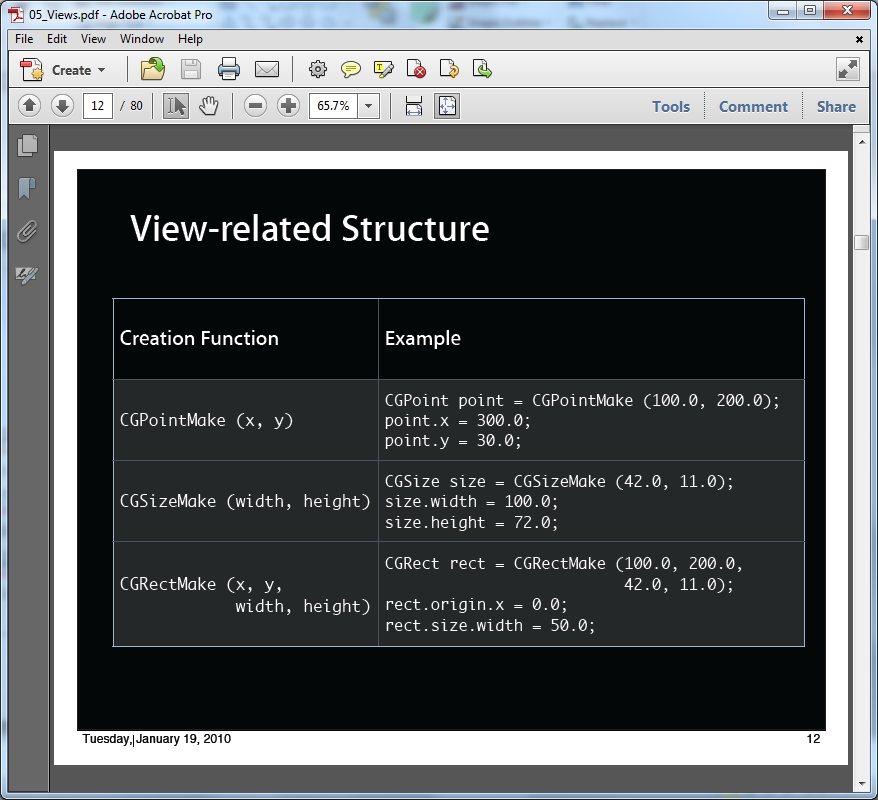 05_Views.pdf - Adobe Acrobat Pro
File Edit View Window Help
Create
12 / 80 65.7% Tools Comment Share
View-related Structure
Creation Function Example
CGPointMake (x, y)
CGPoint point = CGPointMake (100.0, 200.0);
point.x = 300.0;
point.y = 30.0;
CGSizeMake (width, height)
CGSize size = CGSizeMake (42.0, 11.0);
size.width = 100.0;
size.height = 72.0;
CGRectMake (x, y,
width, height)
CGRect rect = CGRectMake (100.0, 200.0,
42.0, 11.0);
rect.origin.x = 0.0;
rect.size.width = 50.0;
Tuesday, January 19, 2010 12